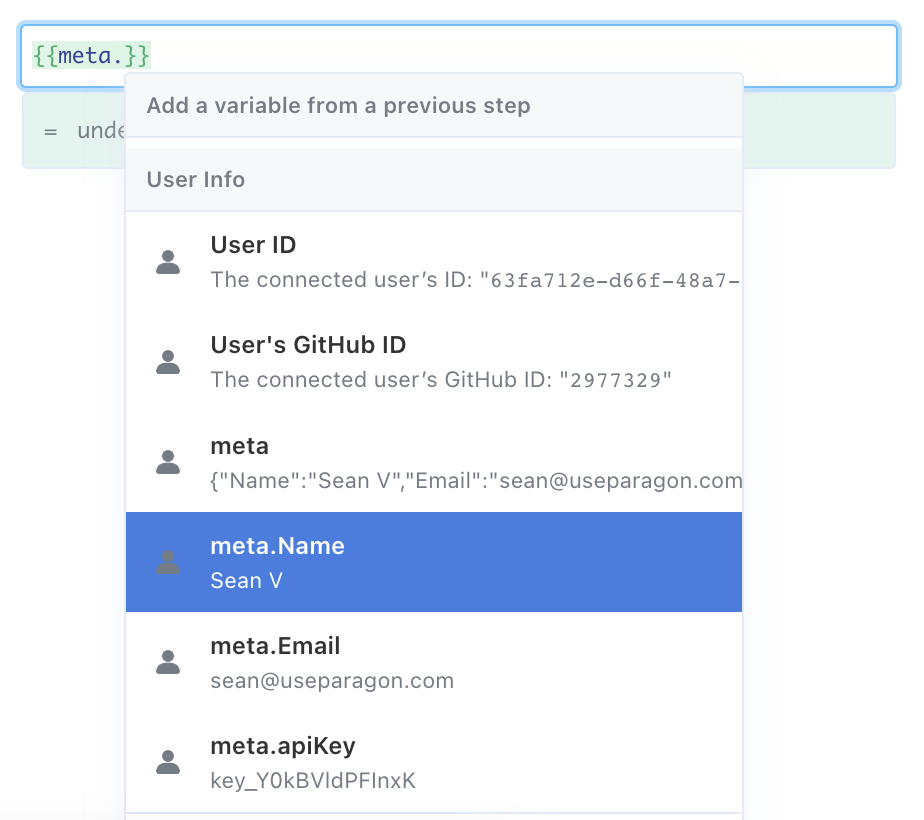 {{meta.}}
Add a variable from a previous step
= unde
User Info
User ID
The connected user’s ID: "63fa712e-d66f-48a7-
User's GitHub ID
The connected user’s GitHub ID: "2977329"
meta
{"Name":"Sean V","Email":"sean@useparagon.com
meta.Name
Sean V
meta.Email
sean@useparagon.com
meta.apiKey
key_Y0kBVldPFInxK